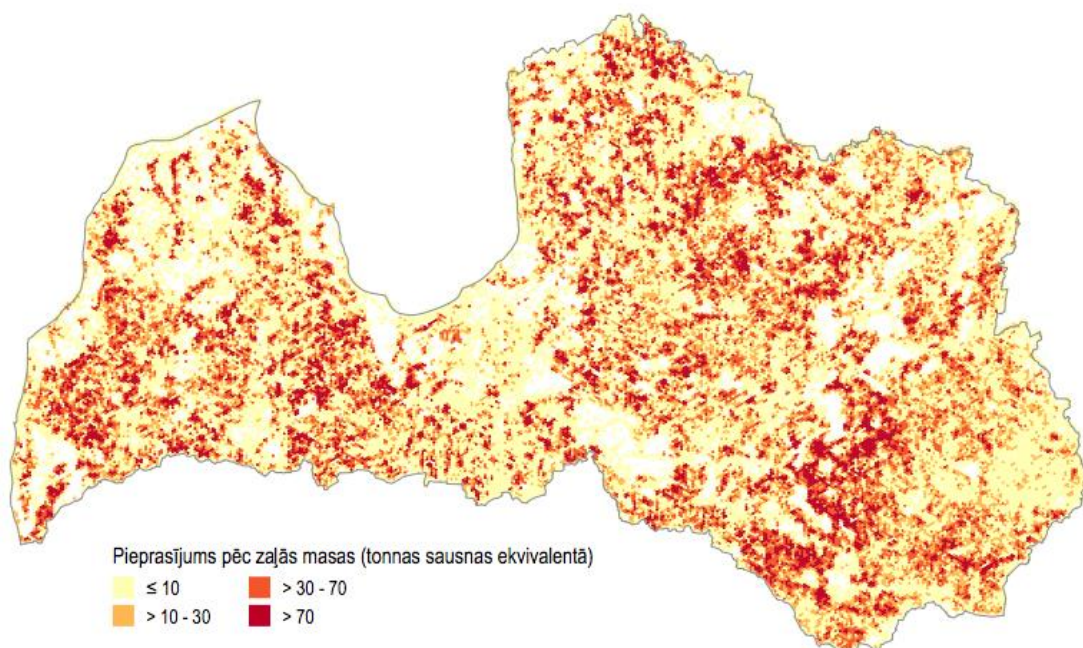 Pieprasījums pēc zaļās masas (tonnas sausnas ekvivalentā)
≤ 10
> 30 - 70
> 10 - 30
> 70